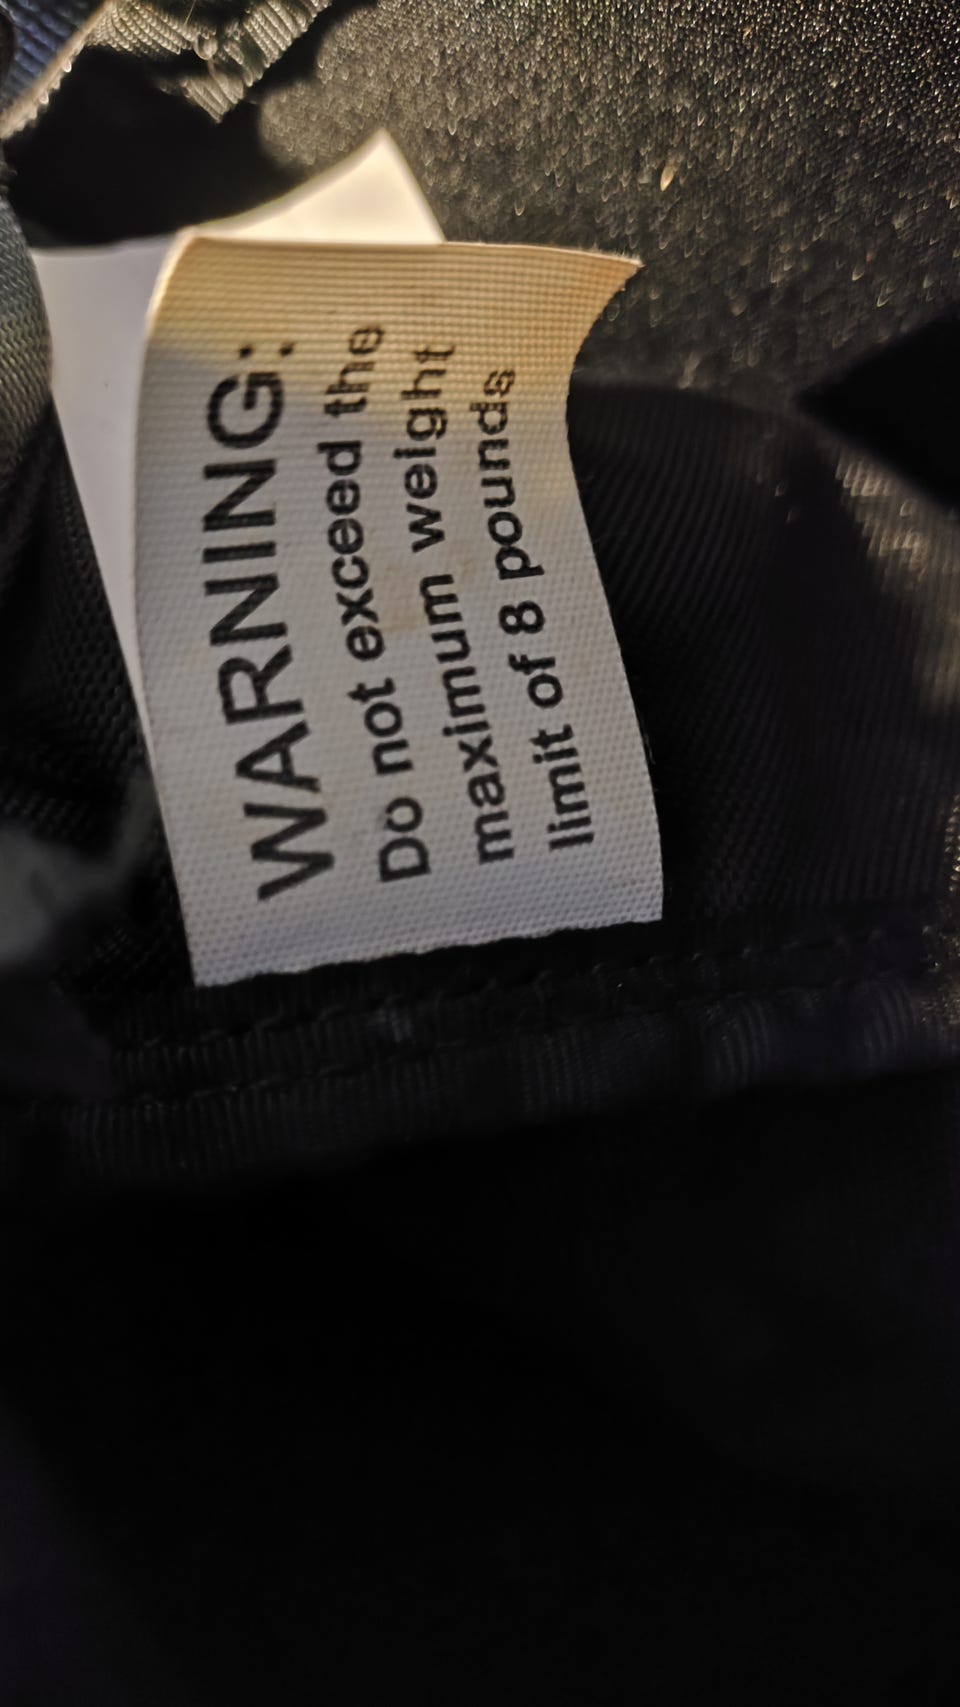 WARNING:
Do not exceed the
maximum weight
limit of 8 pounds